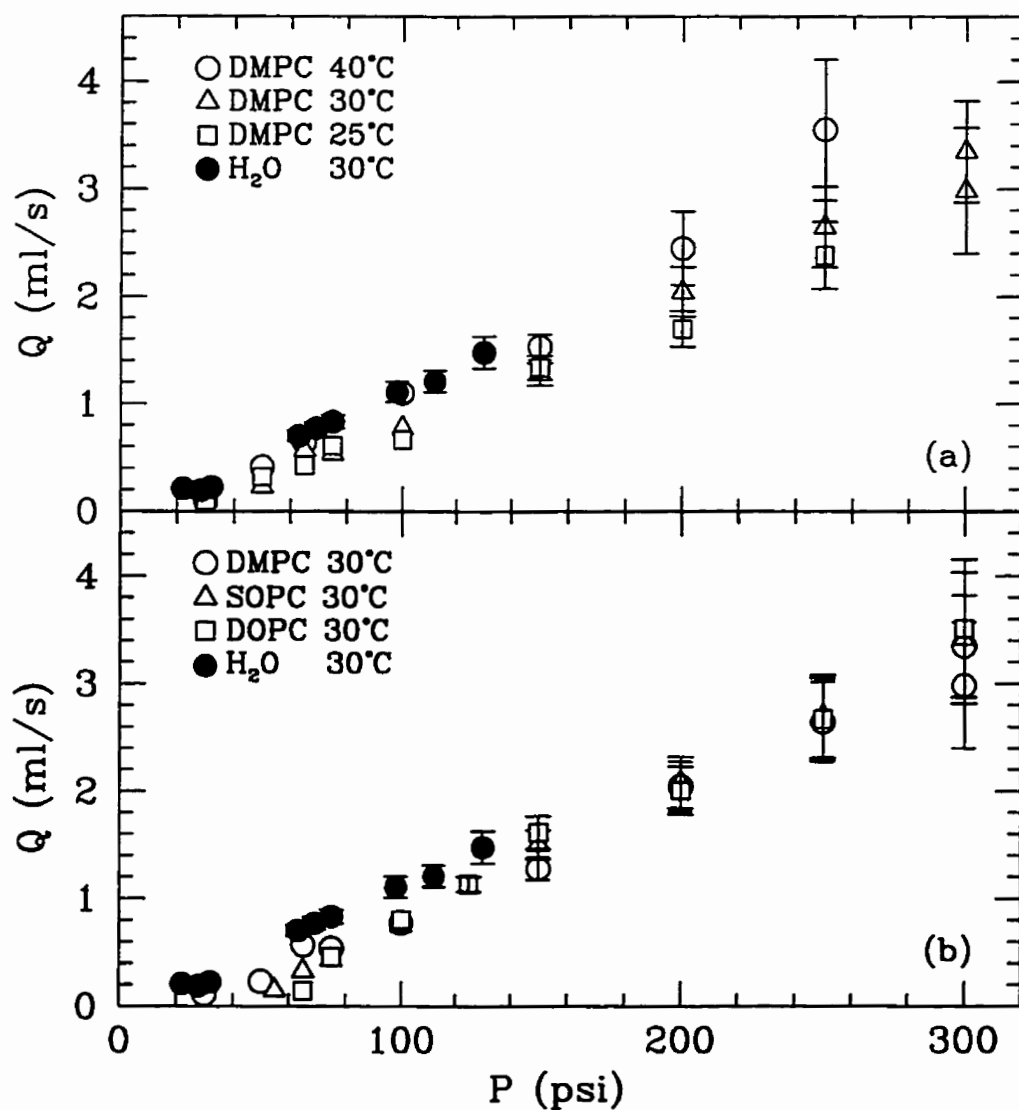 Q (ml/s)
4
3
2
1
0
DMPC 40°C
DMPC 30°C
DMPC 25°C
H₂O 30°C
(a)
Q (ml/s)
4
3
2
1
0
DMPC 30°C
SOPC 30°C
DOPC 30°C
H₂O 30°C
(b)
0 100 200 300
P (psi)